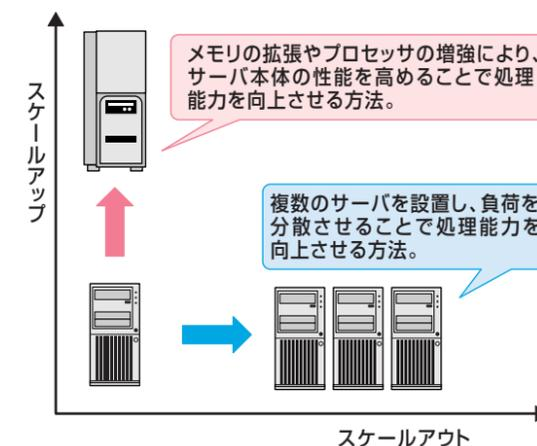 スケールアップ
メモリの拡張やプロセッサの増強により、
サーバ本体の性能を高めることで処理
能力を向上させる方法。
複数のサーバを設置し、負荷を
分散させることで処理能力を
向上させる方法。
スケールアウト